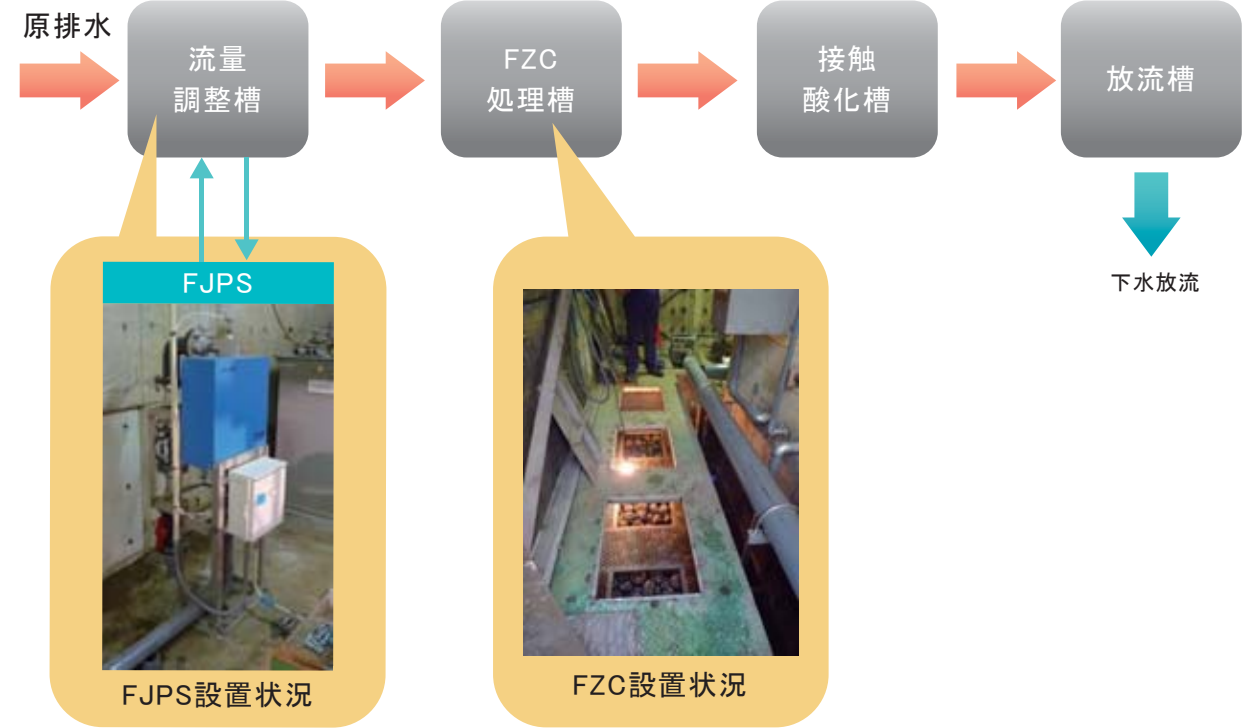 原排水
流量
調整槽
FZC
処理槽
接触
酸化槽
放流槽
下水放流
FJPS
FJPS設置状況
FZC設置状況